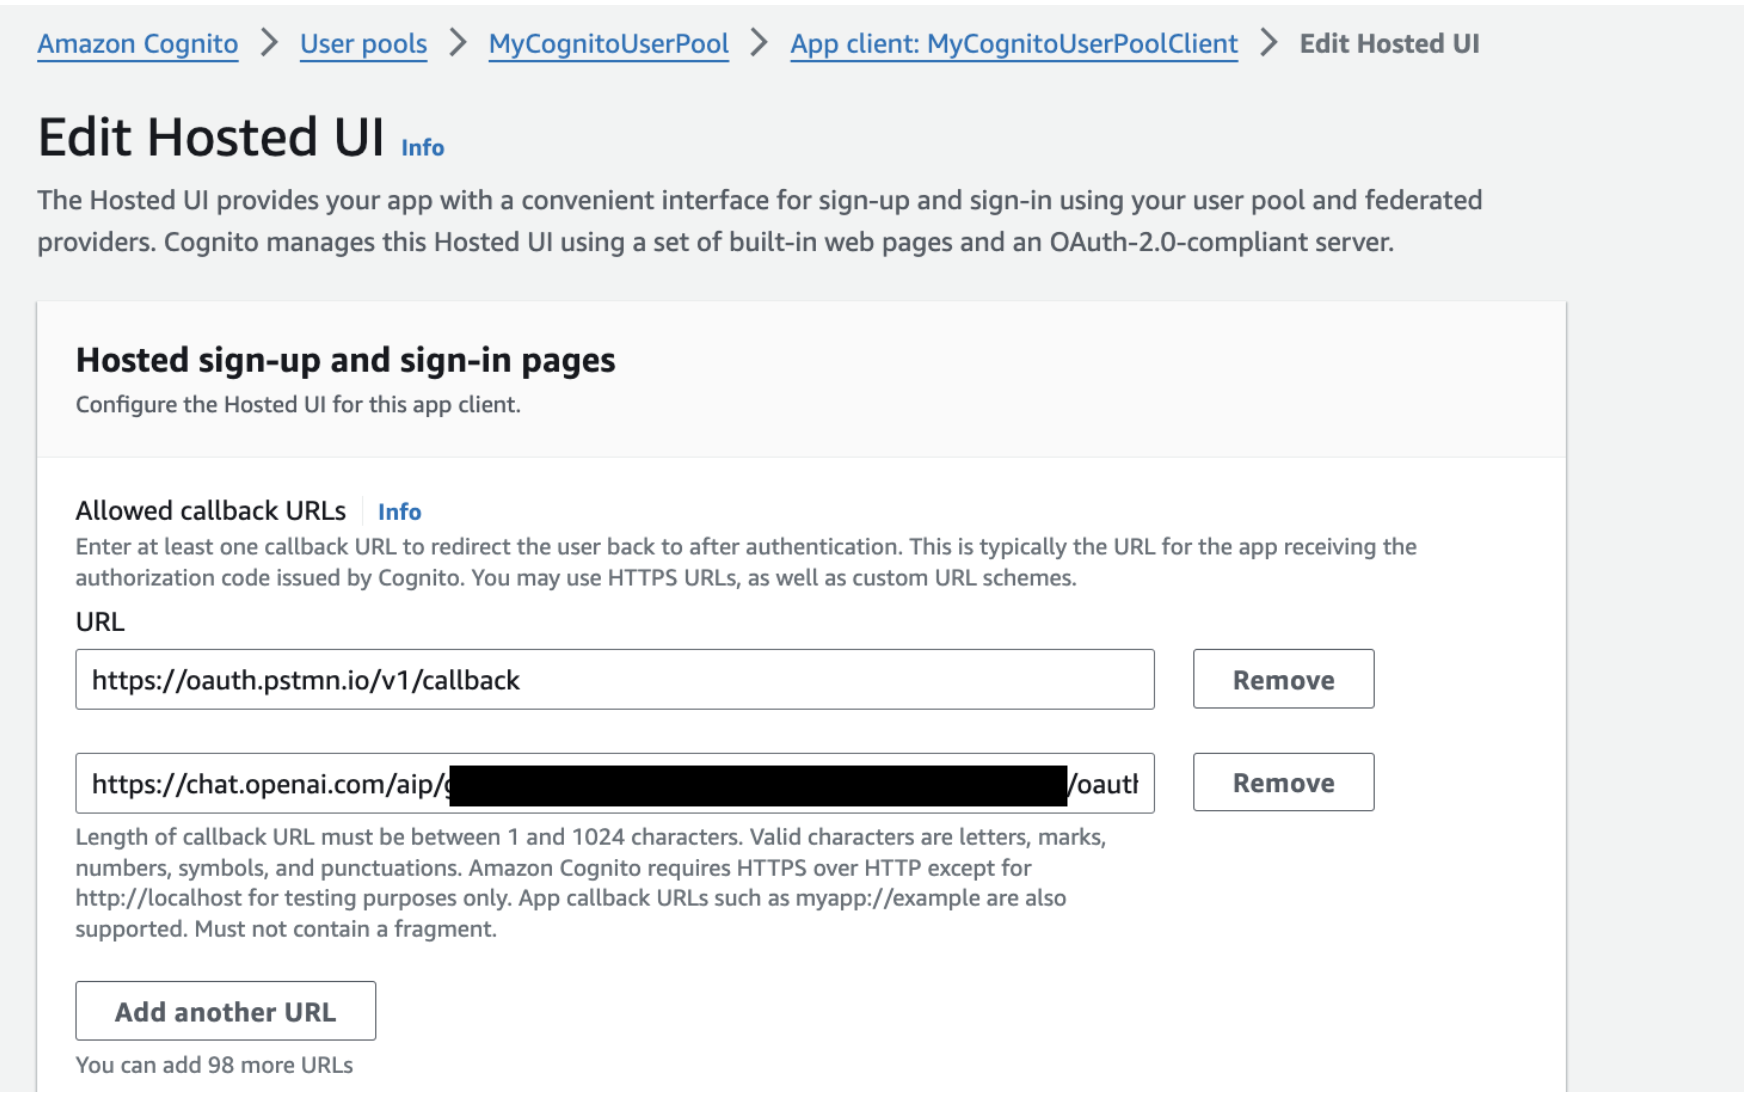 Amazon Cognito > User pools > MyCognitoUserPool > App client: MyCognitoUserPoolClient > Edit Hosted UI
Edit Hosted UI Info
The Hosted UI provides your app with a convenient interface for sign-up and sign-in using your user pool and federated
providers. Cognito manages this Hosted UI using a set of built-in web pages and an OAuth-2.0-compliant server.
Hosted sign-up and sign-in pages
Configure the Hosted UI for this app client.
Allowed callback URLs Info
Enter at least one callback URL to redirect the user back to after authentication. This is typically the URL for the app receiving the
authorization code issued by Cognito. You may use HTTPS URLs, as well as custom URL schemes.
URL
https://oauth.pstmn.io/v1/callback Remove
https://chat.openai.com/aip/g /oauth Remove
Length of callback URL must be between 1 and 1024 characters. Valid characters are letters, marks,
numbers, symbols, and punctuations. Amazon Cognito requires HTTPS over HTTP except for
http://localhost for testing purposes only. App callback URLs such as myapp://example are also
supported. Must not contain a fragment.
Add another URL
You can add 98 more URLs